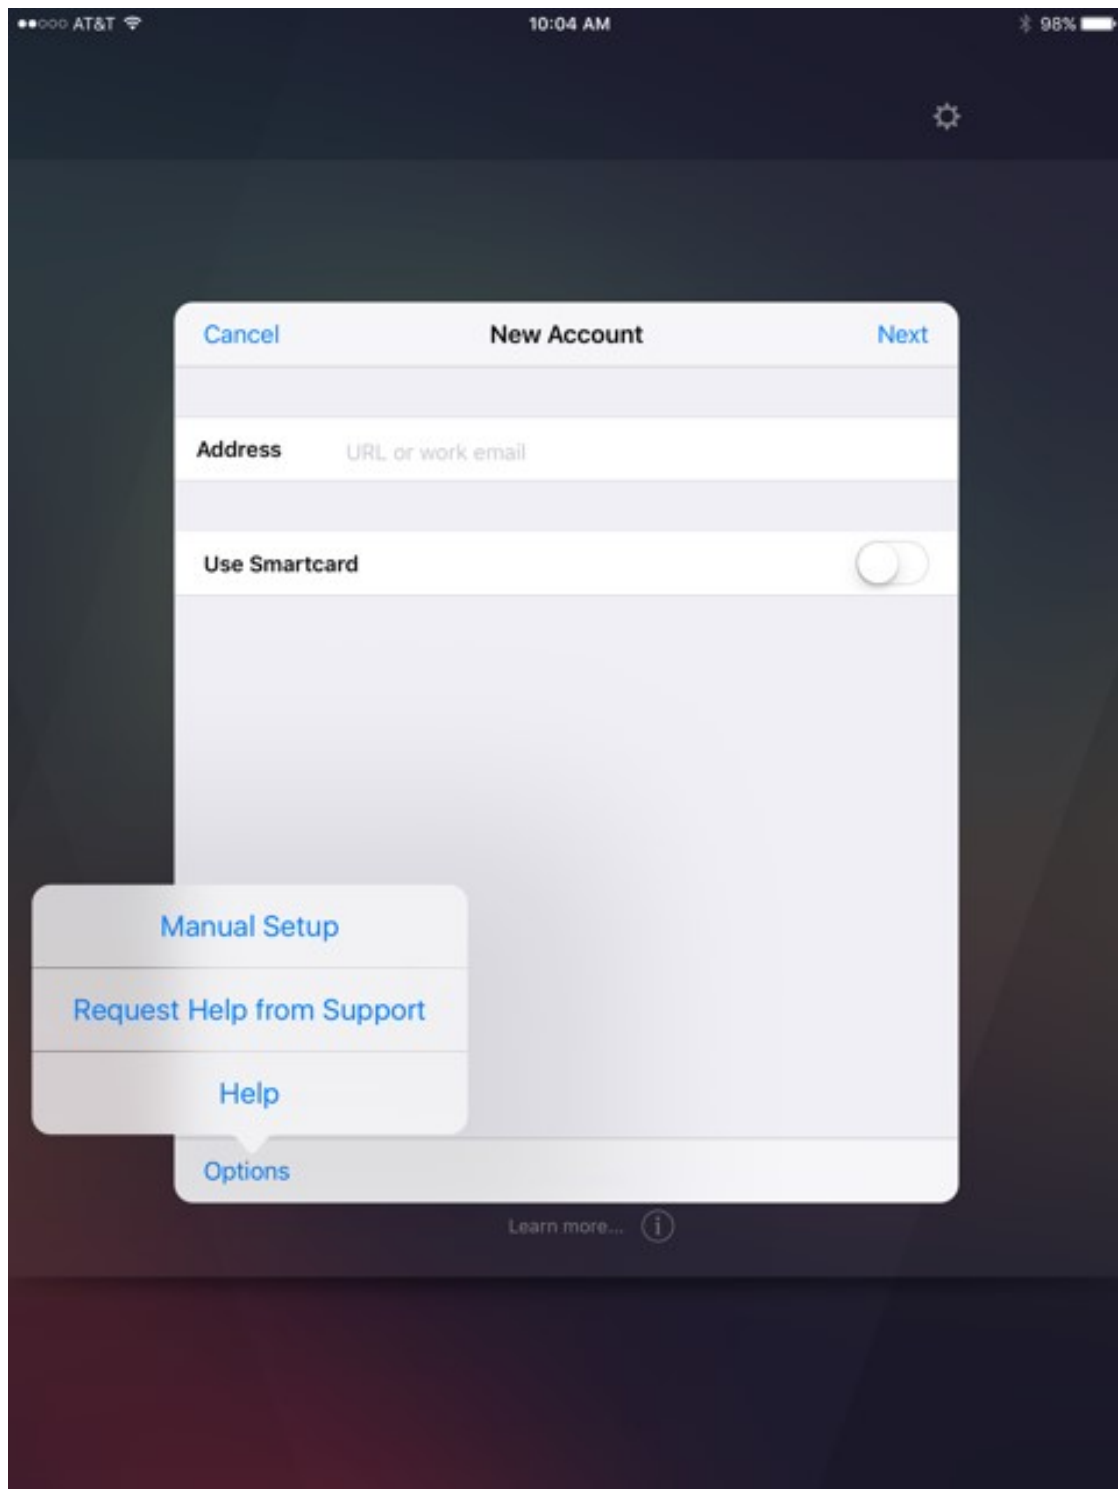 AT&T 10:04 AM 98%
Cancel New Account Next
Address URL or work email
Use Smartcard
Manual Setup
Request Help from Support
Help
Options
Learn more... i